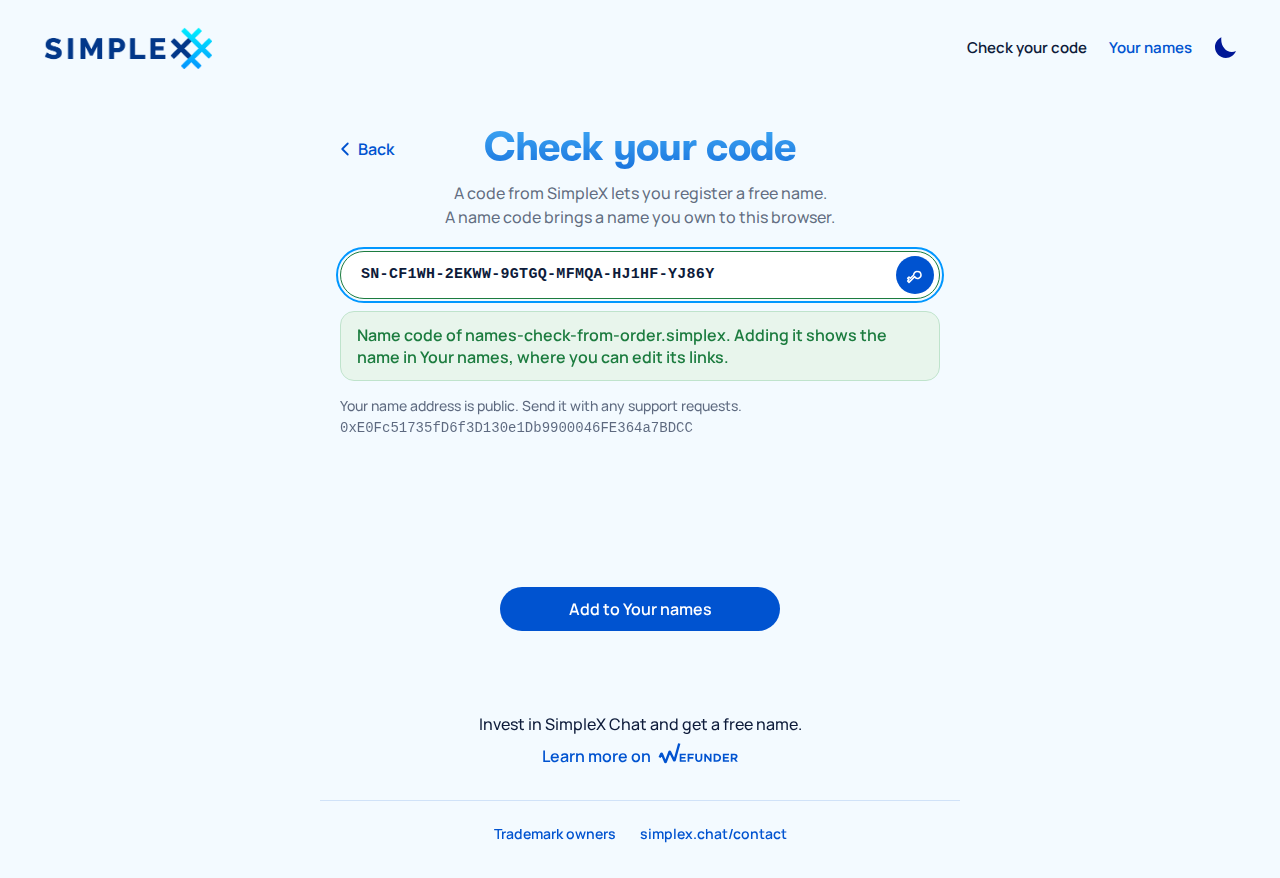 SIMPLEX
Check your code
Your names
Back
Check your code
A code from SimpleX lets you register a free name.
A name code brings a name you own to this browser.
SN-CF1WH-2EKWW-9GTGQ-MFMQA-HJ1HF-YJ86Y
Name code of names-check-from-order.simplex. Adding it shows the
name in Your names, where you can edit its links.
Your name address is public. Send it with any support requests.
0xE0Fc51735fD6f3D130e1Db9900046FE364a7BDCC
Add to Your names
Invest in SimpleX Chat and get a free name.
Learn more on WEFUNDER
Trademark owners
simplex.chat/contact